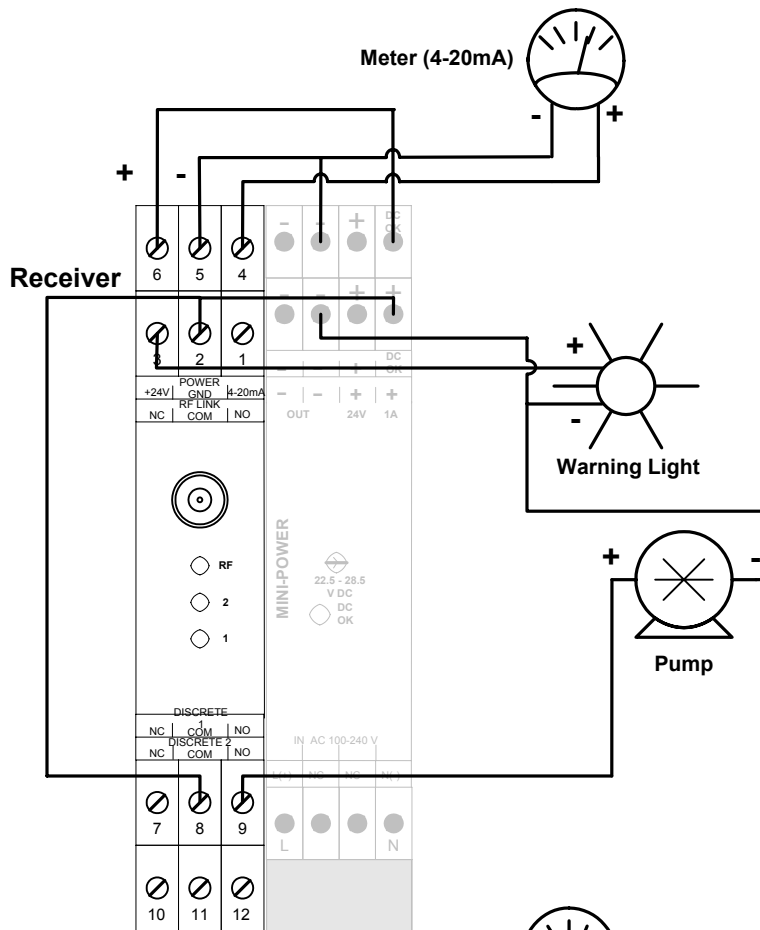 Meter (4-20mA)
- +
+ -
- - + DC OK
6 5 4
Receiver
- - + +
3 2 1
+
DC OK
+24V POWER GND 4-20mA
- - + +
NC RF LINK COM NO
OUT 24V 1A
-
Warning Light
MINI-POWER
RF
22.5 - 28.5
V DC
DC
OK
2
1
+ -
Pump
DISCRETE
1
NC COM NO
DISCRETE 2
NC COM NO
IN AC 100-240 V
L(+) NC NC N(-)
7 8 9
L N
10 11 12